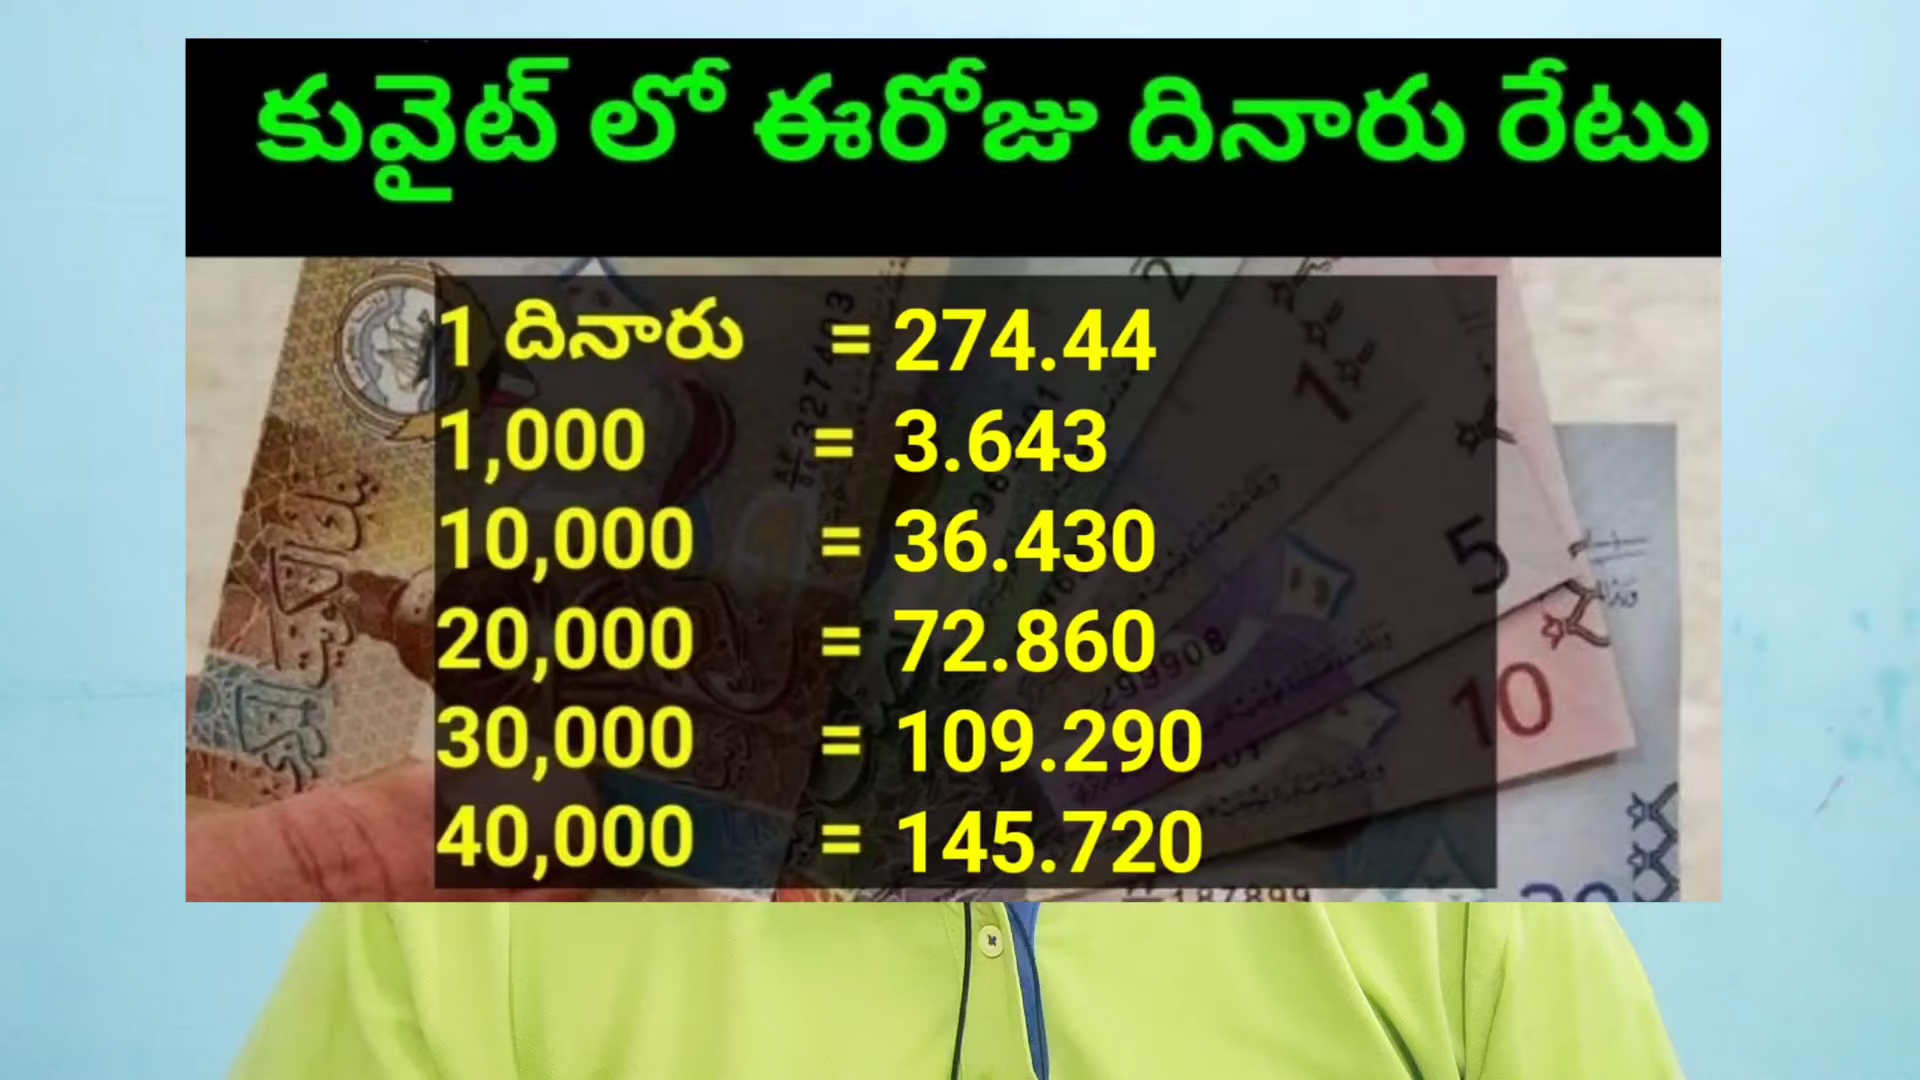 కువైట్ లో ఈరోజు దినారు రేటు
1 దినారు = 274.44
1,000 = 3.643
10,000 = 36.430
20,000 = 72.860
30,000 = 109.290
40,000 = 145.720